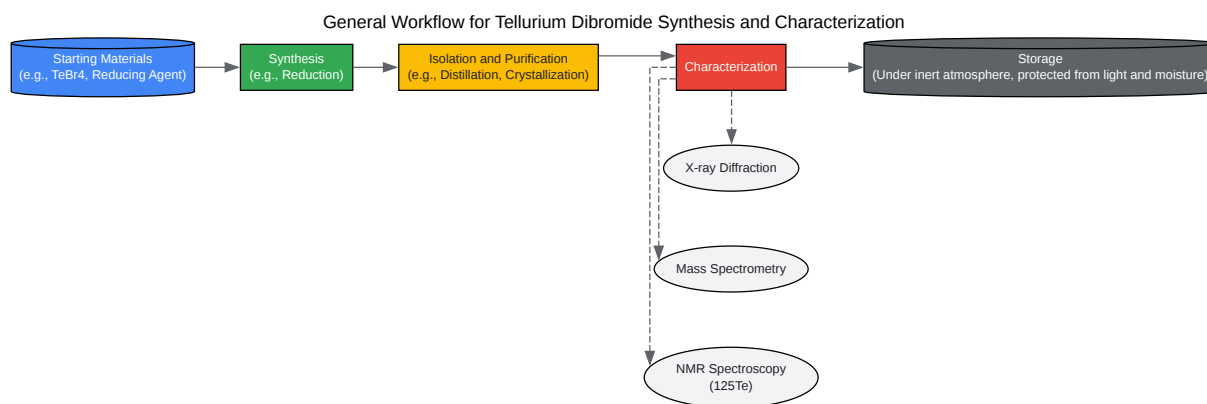 General Workflow for Tellurium Dibromide Synthesis and Characterization
Starting Materials
(e.g., TeBr4, Reducing Agent)
Synthesis
(e.g., Reduction)
Isolation and Purification
(e.g., Distillation, Crystallization)
Characterization
Storage
(Under inert atmosphere, protected from light and moisture)
X-ray Diffraction
Mass Spectrometry
NMR Spectroscopy
(125Te)